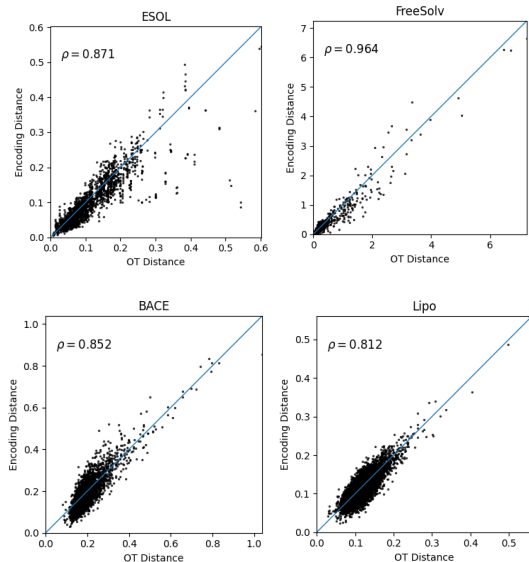 ESOL
ρ = 0.871
Encoding Distance
0.6
0.5
0.4
0.3
0.2
0.1
0.0
0.0 0.1 0.2 0.3 0.4 0.5 0.6
OT Distance
FreeSolv
ρ = 0.964
Encoding Distance
7
6
5
4
3
2
1
0
0 2 4 6
OT Distance
BACE
ρ = 0.852
Encoding Distance
1.0
0.8
0.6
0.4
0.2
0.0
0.0 0.2 0.4 0.6 0.8 1.0
OT Distance
Lipo
ρ = 0.812
Encoding Distance
0.5
0.4
0.3
0.2
0.1
0.0
0.0 0.1 0.2 0.3 0.4 0.5
OT Distance